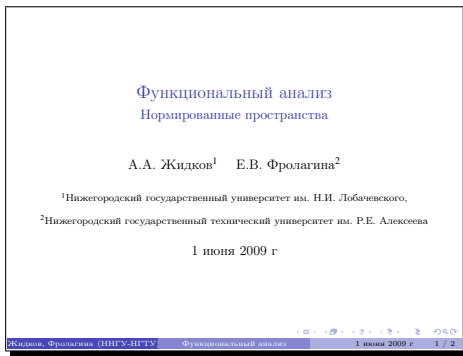 Функциональный анализ
Нормированные пространства
А.А. Жидков¹ Е.В. Фролагина²
¹Нижегородский государственный университет им. Н.И. Лобачевского,
²Нижегородский государственный технический университет им. Р.Е. Алексеева
1 июня 2009 г
Жидков, Фролагина (ННГУ-НГТУ) Функциональный анализ 1 июня 2009 г 1 / 2